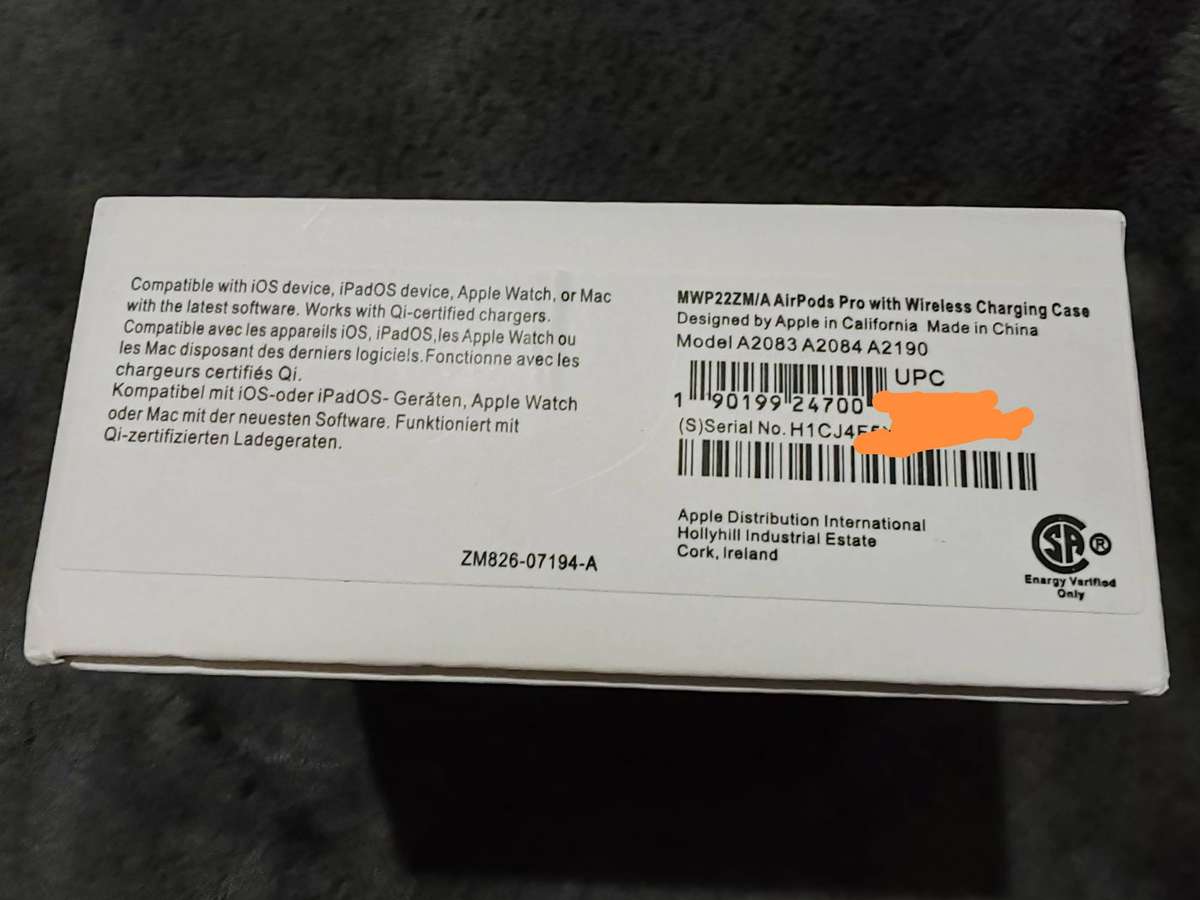 Compatible with iOS device, iPadOS device, Apple Watch, or Mac
with the latest software. Works with Qi-certified chargers.
Compatible avec les appareils iOS, iPadOS,les Apple Watch ou
les Mac disposant des derniers logiciels.Fonctionne avec les
chargeurs certifiés Qi.
Kompatibel mit iOS-oder iPadOS- Geräten, Apple Watch
oder Mac mit der neuesten Software. Funktioniert mit
Qi-zertifizierten Ladegeraten.
ZM826-07194-A
MWP22ZM/A AirPods Pro with Wireless Charging Case
Designed by Apple in California Made in China
Model A2083 A2084 A2190
UPC
1 90199 24700
(S)Serial No. H1CJ4
Apple Distribution International
Hollyhill Industrial Estate
Cork, Ireland
SA ®
Energy Verified
Only